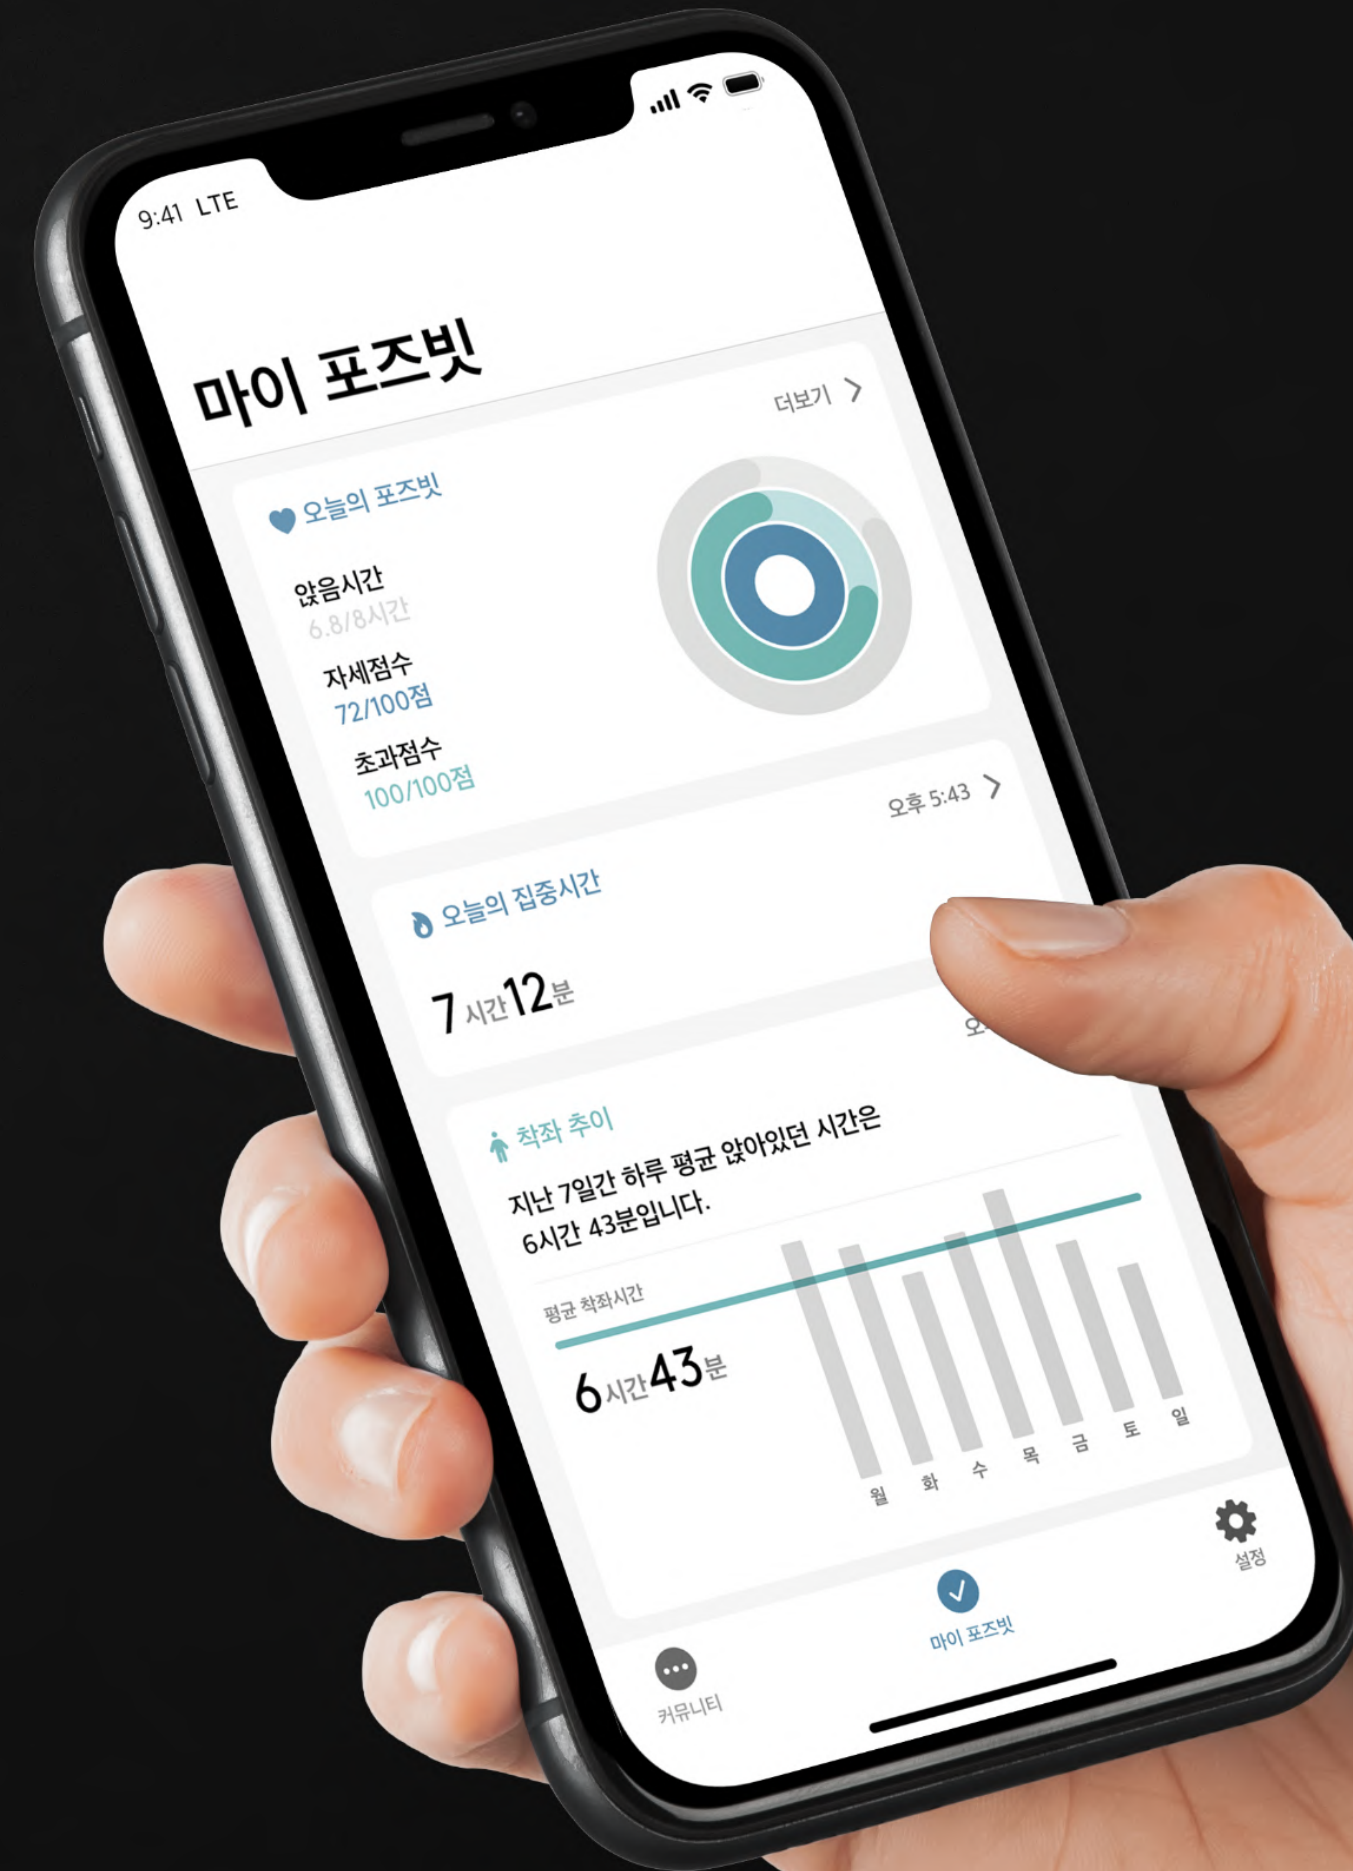 9:41 LTE
마이 포즈빗
더보기
오늘의 포즈빗
앉음시간
6.8/8시간
자세점수
72/100점
초과점수
100/100점
오후 5:43
오늘의 집중시간
7시간12분
착좌 추이
지난 7일간 하루 평균 앉아있던 시간은
6시간 43분입니다.
평균 착좌시간
6시간43분
월 화 수 목 금 토 일
커뮤니티
마이 포즈빗
설정